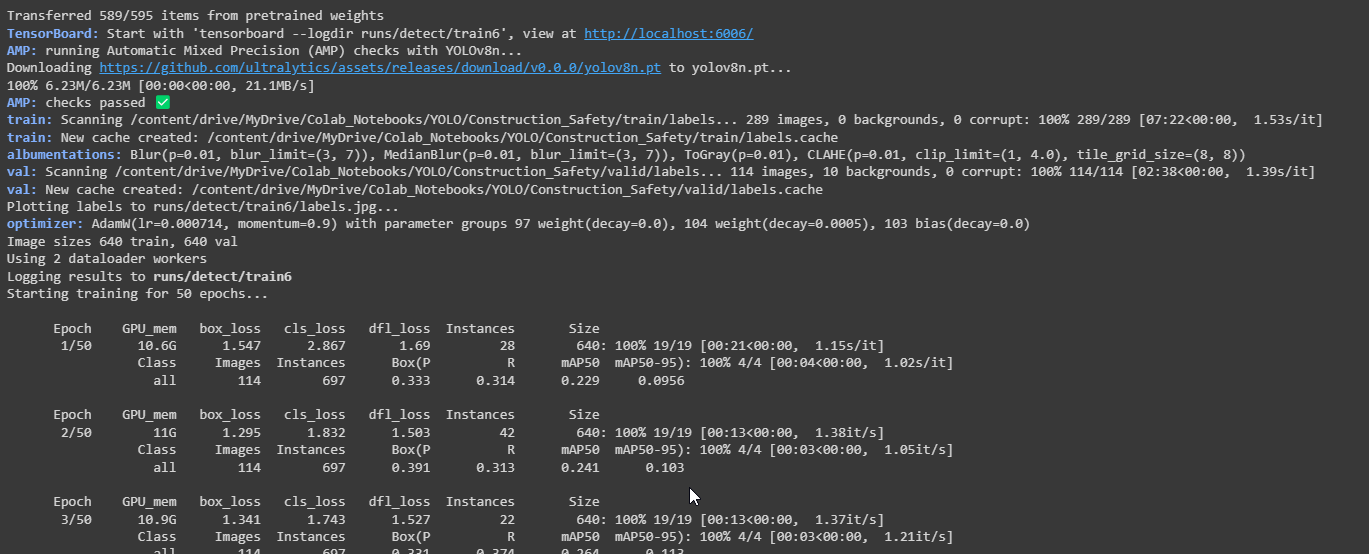 Transferred 589/595 items from pretrained weights
TensorBoard: Start with 'tensorboard --logdir runs/detect/train6', view at http://localhost:6006/
AMP: running Automatic Mixed Precision (AMP) checks with YOLOv8n...
Downloading https://github.com/ultralytics/assets/releases/download/v0.0.0/yolov8n.pt to yolov8n.pt...
100% 6.23M/6.23M [00:00<00:00, 21.1MB/s]
AMP: checks passed ✅
train: Scanning /content/drive/MyDrive/Colab_Notebooks/YOLO/Construction_Safety/train/labels... 289 images, 0 backgrounds, 0 corrupt: 100% 289/289 [07:22<00:00,  1.53s/it]
train: New cache created: /content/drive/MyDrive/Colab_Notebooks/YOLO/Construction_Safety/train/labels.cache
albumentations: Blur(p=0.01, blur_limit=(3, 7)), MedianBlur(p=0.01, blur_limit=(3, 7)), ToGray(p=0.01), CLAHE(p=0.01, clip_limit=(1, 4.0), tile_grid_size=(8, 8))
val: Scanning /content/drive/MyDrive/Colab_Notebooks/YOLO/Construction_Safety/valid/labels... 114 images, 10 backgrounds, 0 corrupt: 100% 114/114 [02:38<00:00,  1.39s/it]
val: New cache created: /content/drive/MyDrive/Colab_Notebooks/YOLO/Construction_Safety/valid/labels.cache
Plotting labels to runs/detect/train6/labels.jpg...
optimizer: AdamW(lr=0.000714, momentum=0.9) with parameter groups 97 weight(decay=0.0), 104 weight(decay=0.0005), 103 bias(decay=0.0)
Image sizes 640 train, 640 val
Using 2 dataloader workers
Logging results to runs/detect/train6
Starting training for 50 epochs...
Epoch GPU_mem box_loss cls_loss dfl_loss Instances Size
1/50 10.6G 1.547 2.867 1.69 28 640: 100% 19/19 [00:21<00:00,  1.15s/it]
Class Images Instances Box(P R mAP50 mAP50-95): 100% 4/4 [00:04<00:00,  1.02s/it]
all 114 697 0.333 0.314 0.229 0.0956
Epoch GPU_mem box_loss cls_loss dfl_loss Instances Size
2/50 11G 1.295 1.832 1.503 42 640: 100% 19/19 [00:13<00:00,  1.38it/s]
Class Images Instances Box(P R mAP50 mAP50-95): 100% 4/4 [00:03<00:00,  1.05it/s]
all 114 697 0.391 0.313 0.241 0.103
Epoch GPU_mem box_loss cls_loss dfl_loss Instances Size
3/50 10.9G 1.341 1.743 1.527 22 640: 100% 19/19 [00:13<00:00,  1.37it/s]
Class Images Instances Box(P R mAP50 mAP50-95): 100% 4/4 [00:03<00:00,  1.21it/s]
all 114 697